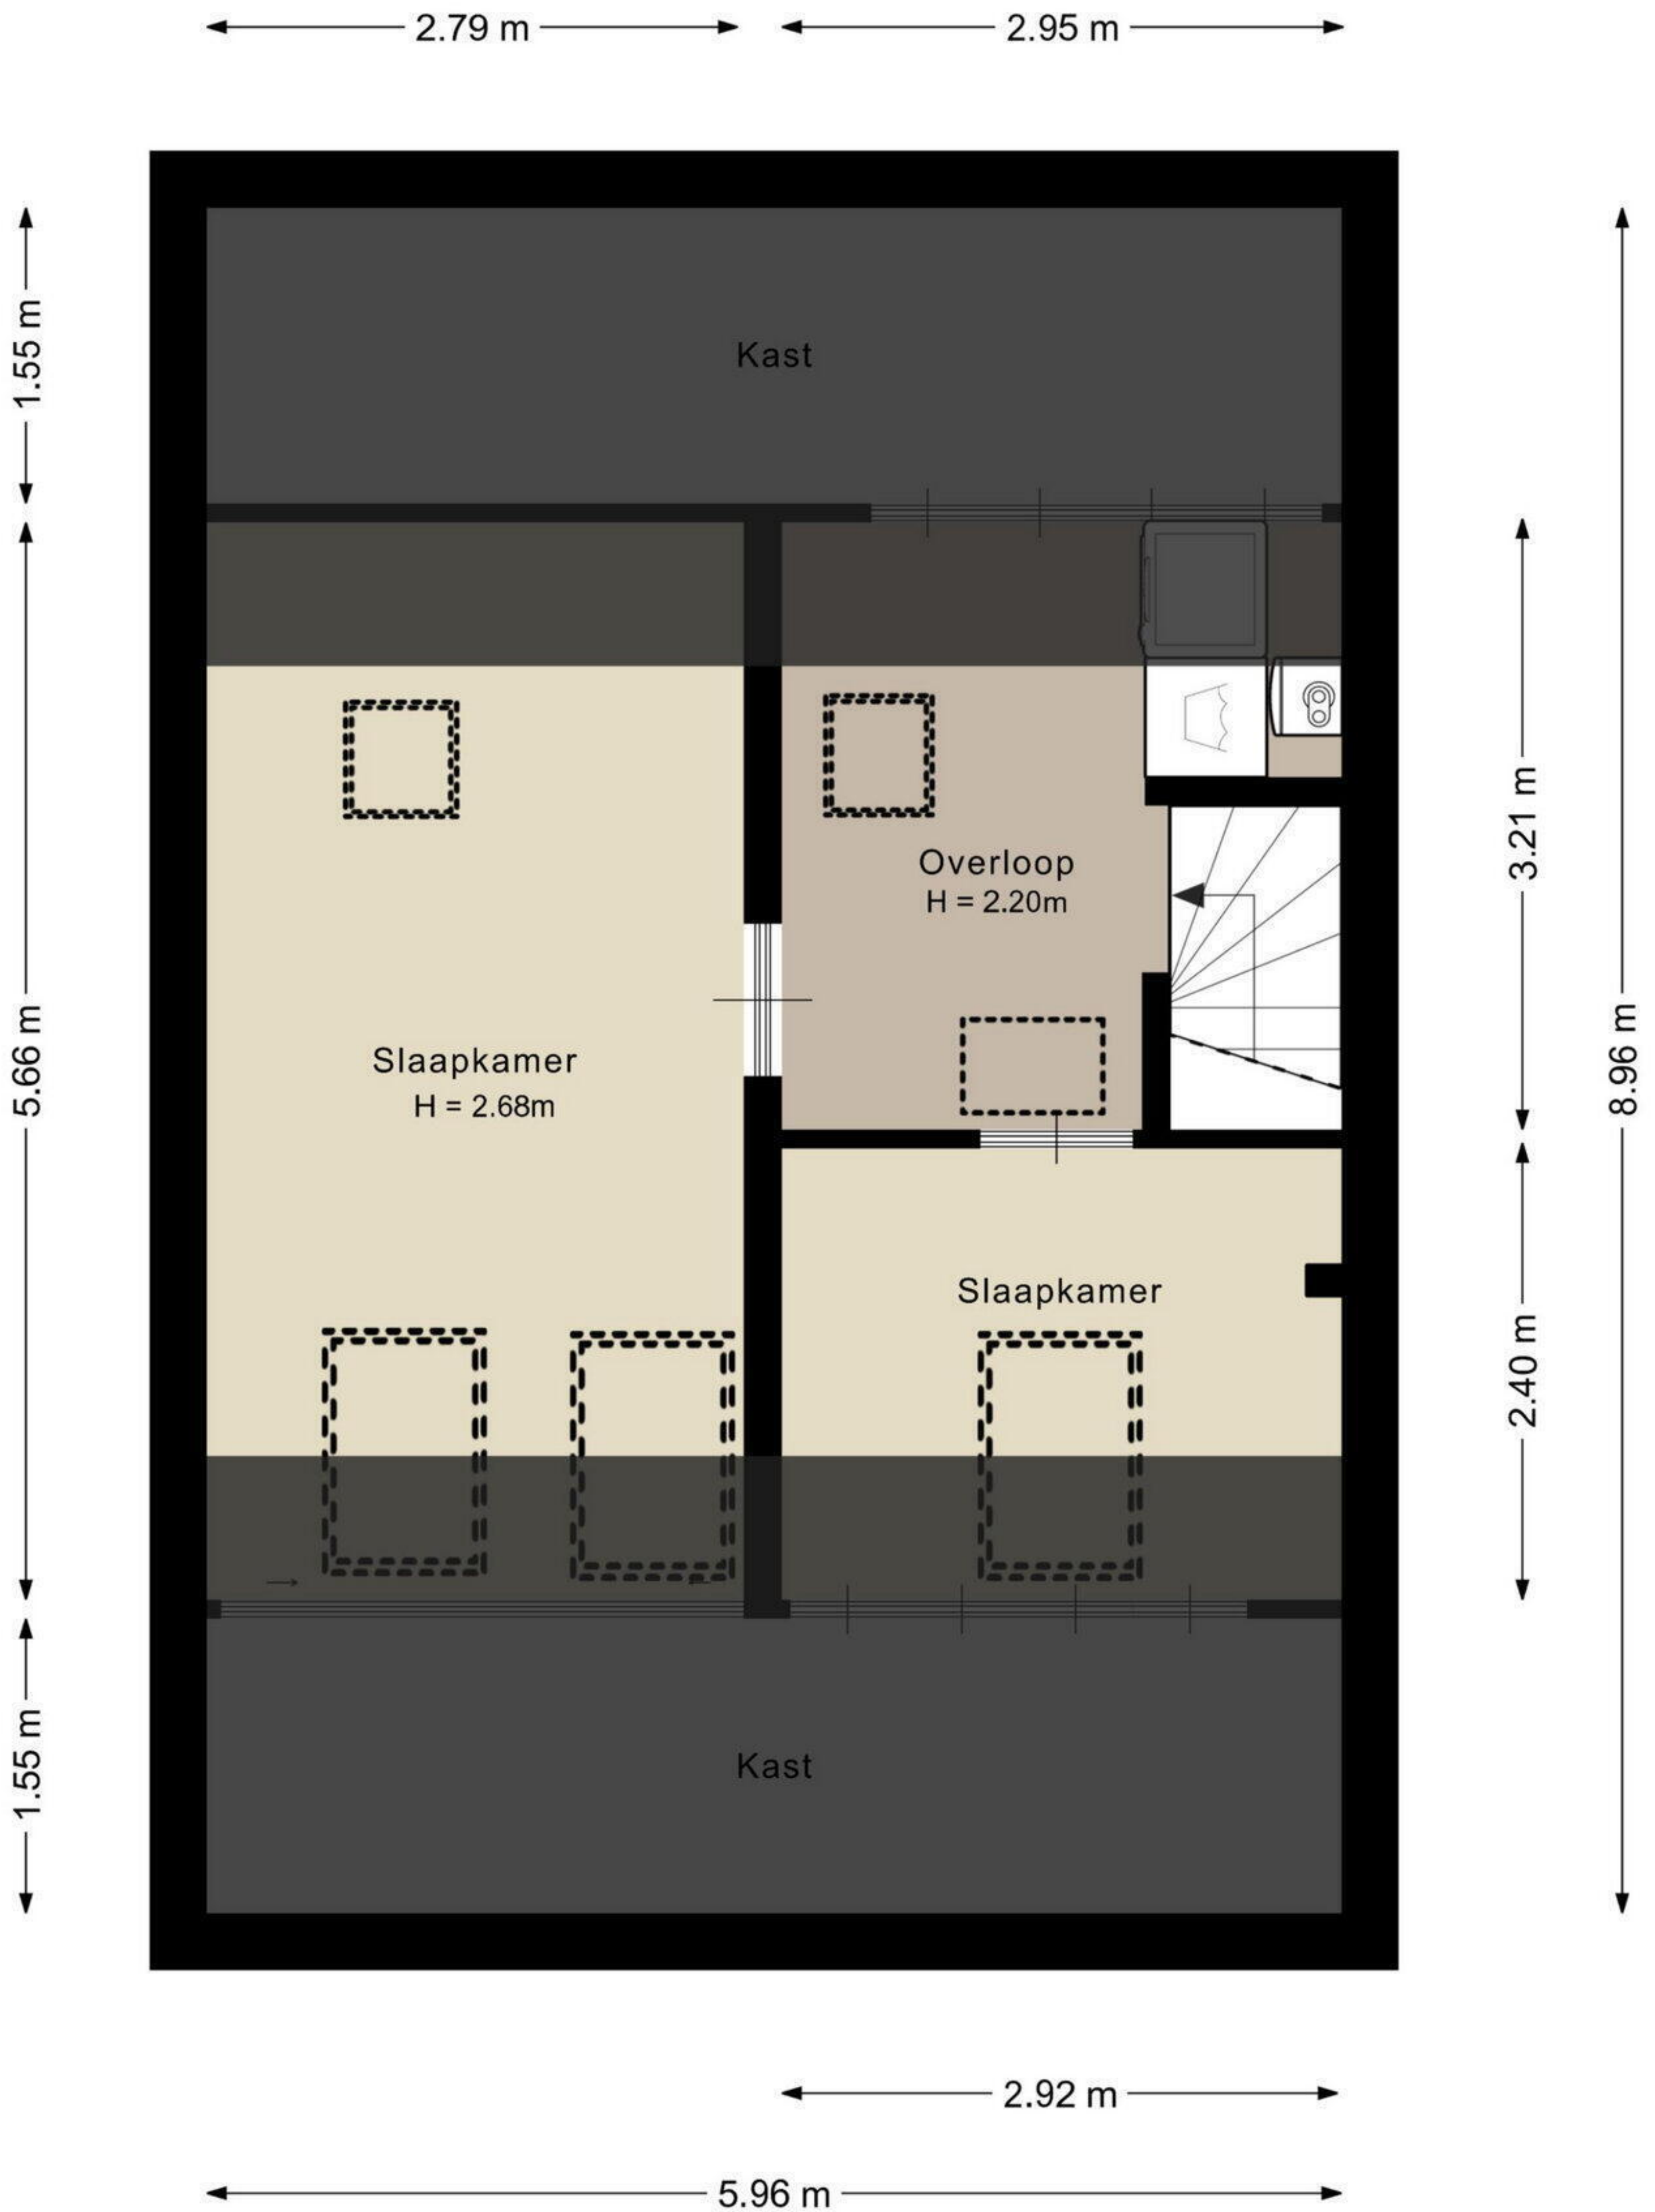 2.79 m
2.95 m
1.55 m
Kast
5.66 m
3.21 m
8.96 m
Overloop
H = 2.20m
Slaapkamer
H = 2.68m
Slaapkamer
2.40 m
1.55 m
Kast
2.92 m
5.96 m